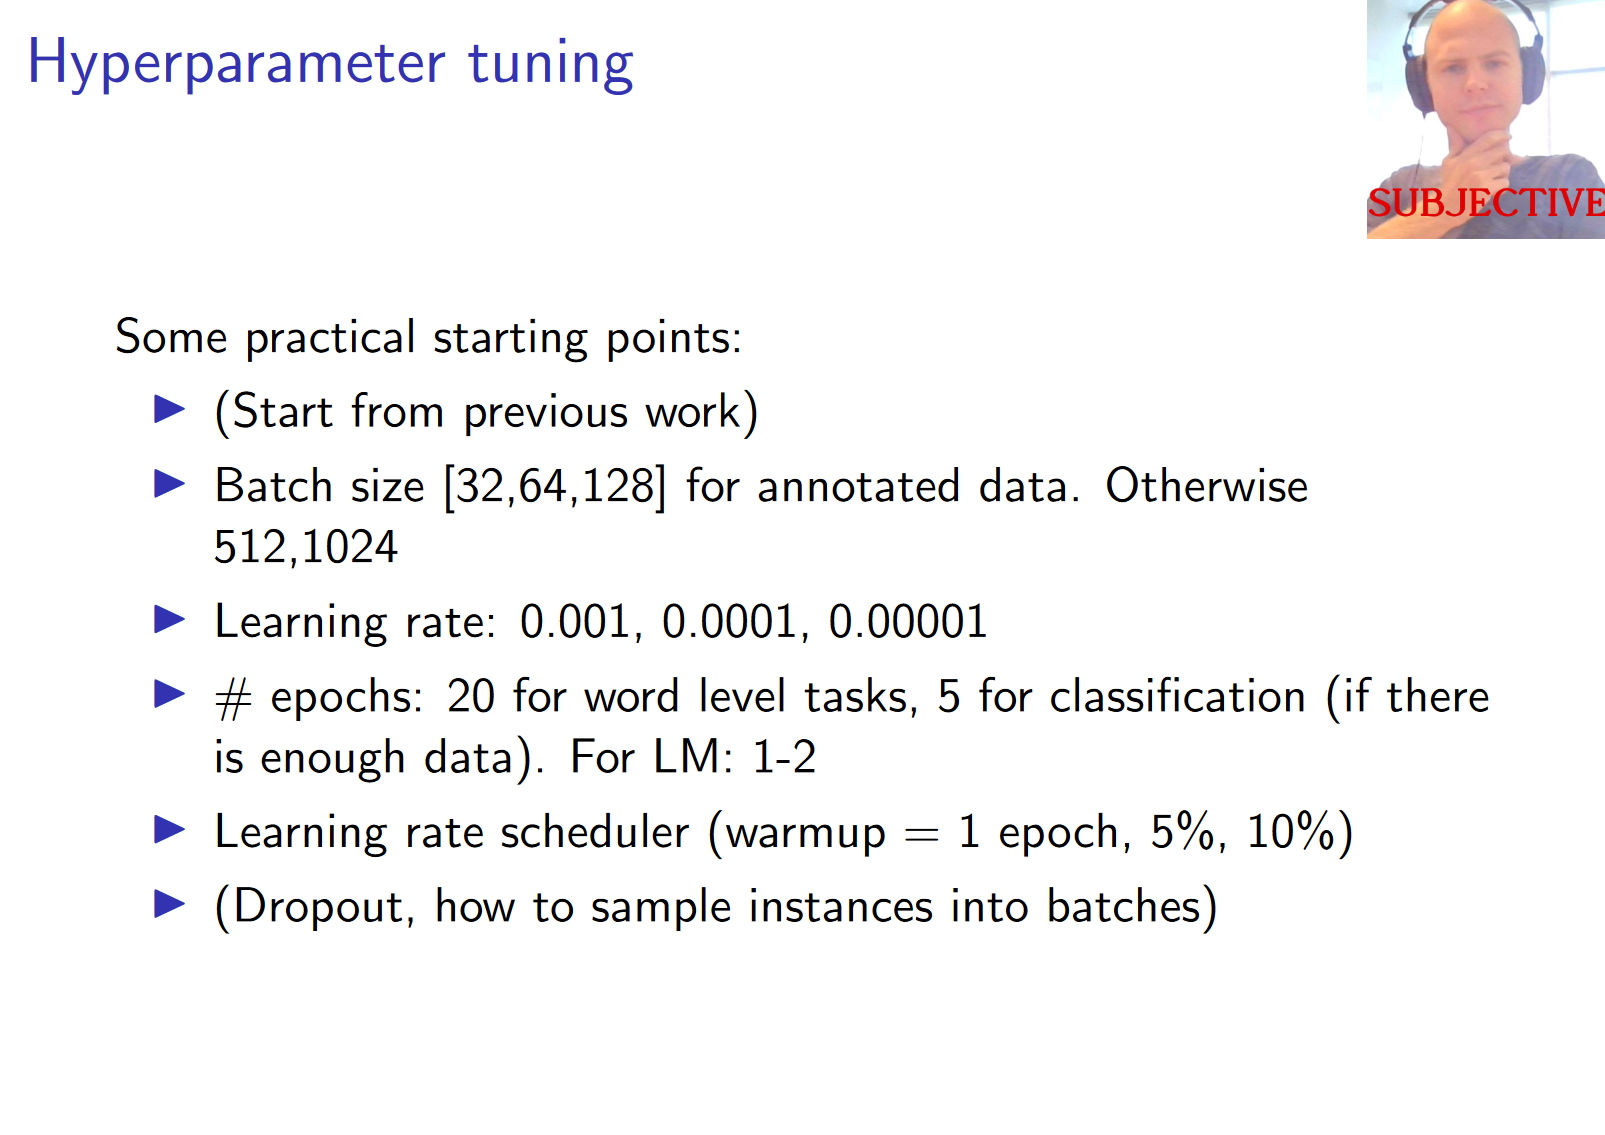 Hyperparameter tuning
SUBJECTIVE
Some practical starting points:
(Start from previous work)
Batch size [32,64,128] for annotated data. Otherwise
512,1024
Learning rate: 0.001, 0.0001, 0.00001
# epochs: 20 for word level tasks, 5 for classification (if there
is enough data). For LM: 1-2
Learning rate scheduler (warmup = 1 epoch, 5%, 10%)
(Dropout, how to sample instances into batches)